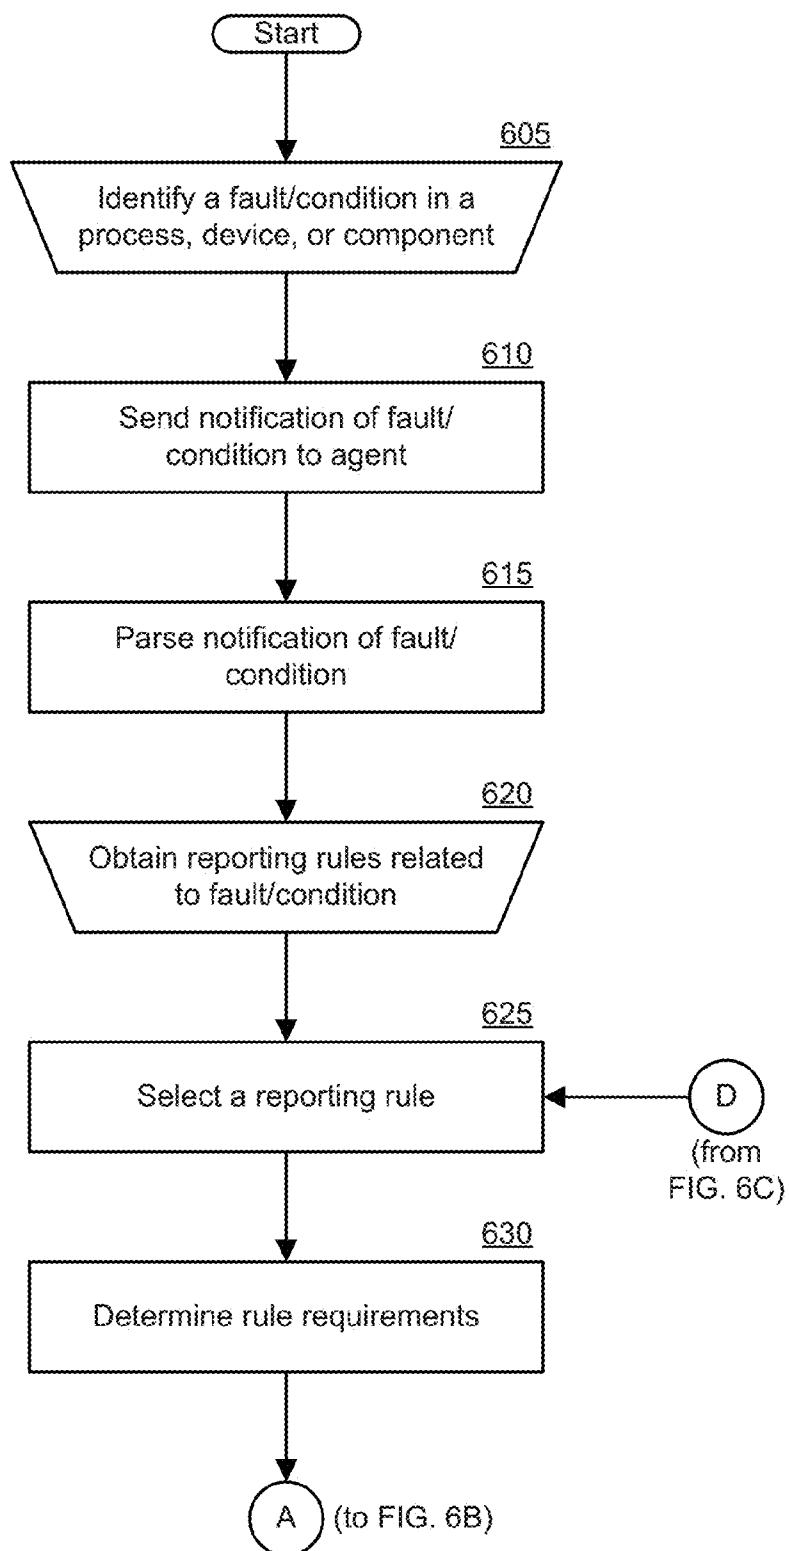 Start
605
Identify a fault/condition in a
process, device, or component
610
Send notification of fault/
condition to agent
615
Parse notification of fault/
condition
620
Obtain reporting rules related
to fault/condition
625
Select a reporting rule
D
(from
FIG. 6C)
630
Determine rule requirements
A (to FIG. 6B)